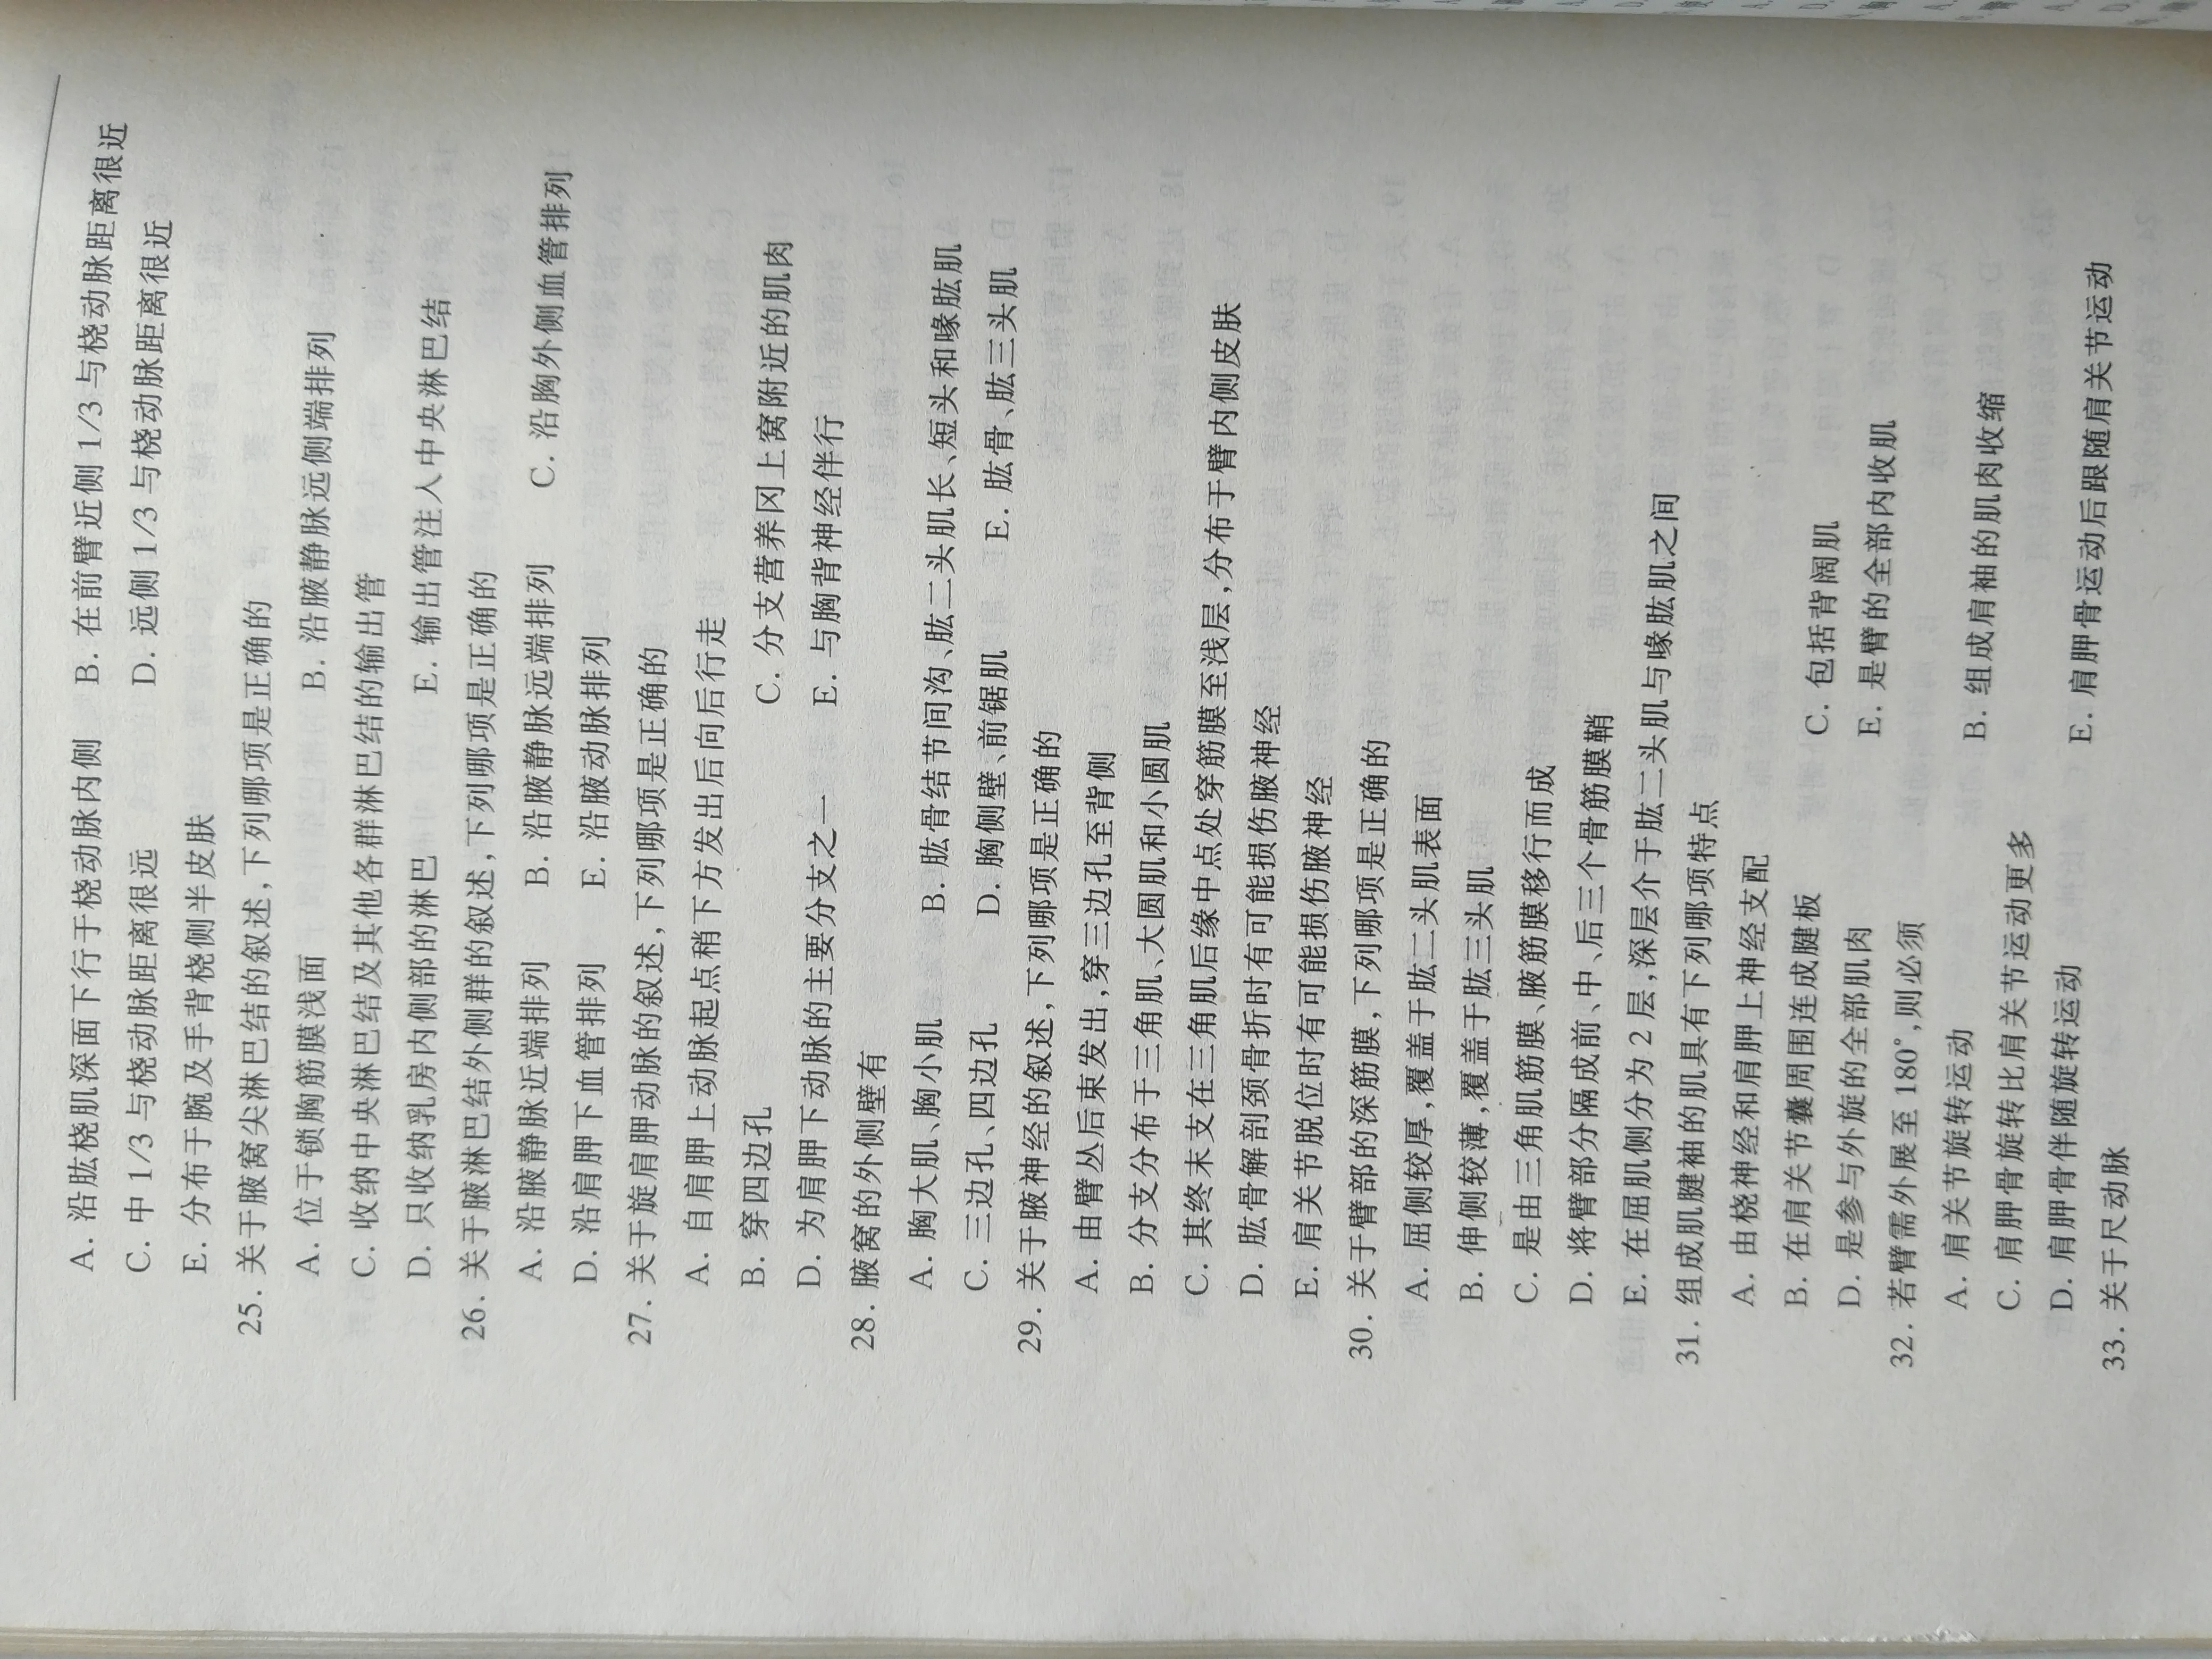 A. 沿肱桡肌深面下行于桡动脉内侧 B. 在前臂近侧 1/3 与桡动脉距离很近
C. 中 1/3 与桡动脉距离很远 D. 远侧 1/3 与桡动脉距离很近
E. 分布于腕及手背桡侧半皮肤
25. 关于腋窝尖淋巴结的叙述,下列哪项是正确的
A. 位于锁胸筋膜浅面 B. 沿腋静脉远侧端排列
C. 收纳中央淋巴结及其他各群淋巴结的输出管
D. 只收纳乳房内侧部的淋巴 E. 输出管注入中央淋巴结
26. 关于腋淋巴结外侧群的叙述,下列哪项是正确的
A. 沿腋静脉近端排列 B. 沿腋静脉远端排列 C. 沿胸外侧血管排列
D. 沿肩胛下血管排列 E. 沿腋动脉排列
27. 关于旋肩胛动脉的叙述,下列哪项是正确的
A. 自肩胛上动脉起点稍下方发出后向后行走
B. 穿四边孔 C. 分支营养冈上窝附近的肌肉
D. 为肩胛下动脉的主要分支之一 E. 与胸背神经伴行
28. 腋窝的外侧壁有
A. 胸大肌、胸小肌 B. 肱骨结节间沟、肱二头肌长、短头和喙肱肌
C. 三边孔、四边孔 D. 胸侧壁、前锯肌 E. 肱骨、肱三头肌
29. 关于腋神经的叙述,下列哪项是正确的
A. 由臂丛后束发出,穿三边孔至背侧
B. 分支分布于三角肌、大圆肌和小圆肌
C. 其终末支在三角肌后缘中点处穿筋膜至浅层,分布于臂内侧皮肤
D. 肱骨解剖颈骨折时有可能损伤腋神经
E. 肩关节脱位时有可能损伤腋神经
30. 关于臂部的深筋膜,下列哪项是正确的
A. 屈侧较厚,覆盖于肱二头肌表面
B. 伸侧较薄,覆盖于肱三头肌
C. 是由三角肌筋膜、腋筋膜移行而成
D. 将臂部分隔成前、中、后三个骨筋膜鞘
E. 在屈肌侧分为 2 层,深层介于肱二头肌与喙肱肌之间
31. 组成肌腱袖的肌具有下列哪项特点
A. 由桡神经和肩胛上神经支配
B. 在肩关节囊周围连成腱板 C. 包括背阔肌
D. 是参与外旋的全部肌肉 E. 是臂的全部内收肌
32. 若臂需外展至 180°,则必须
A. 肩关节旋转运动 B. 组成肩袖的肌肉收缩
C. 肩胛骨旋转比肩关节运动更多
D. 肩胛骨伴随旋转运动 E. 肩胛骨运动后跟随肩关节运动
33. 关于尺动脉